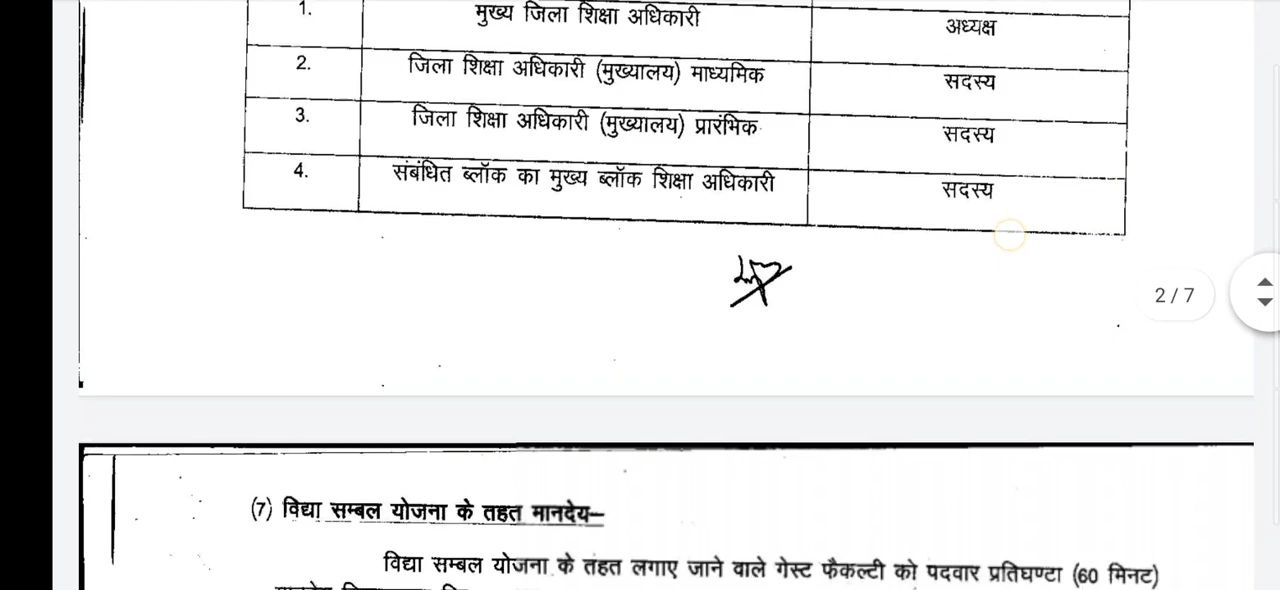 1. मुख्य जिला शिक्षा अधिकारी अध्यक्ष
2. जिला शिक्षा अधिकारी (मुख्यालय) माध्यमिक सदस्य
3. जिला शिक्षा अधिकारी (मुख्यालय) प्रारंभिक सदस्य
4. संबंधित ब्लॉक का मुख्य ब्लॉक शिक्षा अधिकारी सदस्य
2 / 7
(7) विद्या सम्बल योजना के तहत मानदेय–
विद्या सम्बल योजना के तहत लगाए जाने वाले गेस्ट फैकल्टी को पदवार प्रतिघण्टा (60 मिनट)